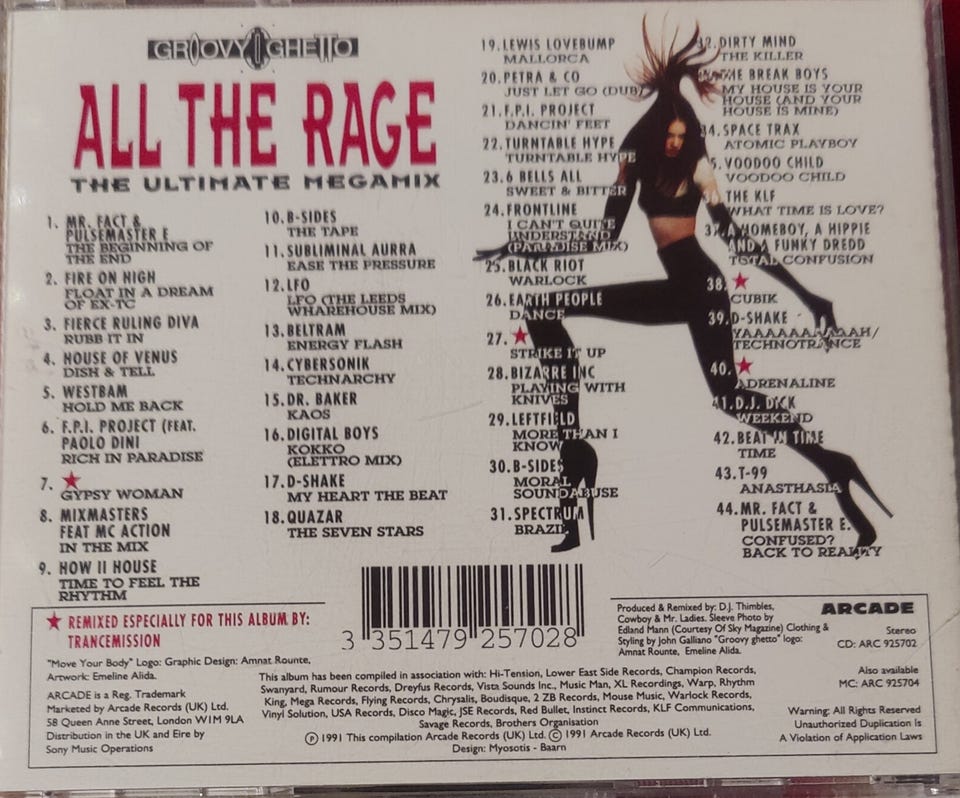 GROOVY GHETTO
ALL THE RAGE
THE ULTIMATE MEGAMIX
1. MR. FACT &
PULSEMASTER E
THE BEGINNING OF
THE END
2. FIRE ON HIGH
FLOAT IN A DREAM
OF EX-TC
3. FIERCE RULING DIVA
RUBB IT IN
4. HOUSE OF VENUS
DISH & TELL
5. WESTBAM
HOLD ME BACK
6. F.P.I. PROJECT (FEAT.
PAOLO DINI
RICH IN PARADISE
7. ★
GYPSY WOMAN
8. MIXMASTERS
FEAT MC ACTION
IN THE MIX
9. HOW II HOUSE
TIME TO FEEL THE
RHYTHM
10. B-SIDES
THE TAPE
11. SUBLIMINAL AURRA
EASE THE PRESSURE
12. LFO
LFO (THE LEEDS
WHAREHOUSE MIX)
13. BELTRAM
ENERGY FLASH
14. CYBERSONIK
TECHNARCHY
15. DR. BAKER
KAOS
16. DIGITAL BOYS
KOKKO
(ELETTRO MIX)
17. D-SHAKE
MY HEART THE BEAT
18. QUAZAR
THE SEVEN STARS
19. LEWIS LOVEBUMP
MALLORCA
20. PETRA & CO
JUST LET GO (DUB)
21. F.P.I. PROJECT
DANCIN' FEET
22. TURNTABLE HYPE
TURNTABLE HYPE
23. 6 BELLS ALL
SWEET & BITTER
24. FRONTLINE
I CAN'T QUITE
UNDERSTAND
(PARADISE MIX)
25. BLACK RIOT
WARLOCK
26. EARTH PEOPLE
DANCE
27. ★
STRIKE IT UP
28. BIZARRE INC
PLAYING WITH
KNIVES
29. LEFTFIELD
MORE THAN I
KNOW
30. B-SIDES
MORAL
SOUNDABUSE
31. SPECTRUM
BRAZIL
32. DIRTY MIND
THE KILLER
THE BREAK BOYS
MY HOUSE IS YOUR
HOUSE (AND YOUR
HOUSE IS MINE)
34. SPACE TRAX
ATOMIC PLAYBOY
5. VOODOO CHILD
VOODOO CHILD
THE KLF
WHAT TIME IS LOVE?
37. A HOMEBOY, A HIPPIE
AND A FUNKY DREDD
TOTAL CONFUSION
38. ★
CUBIK
39. D-SHAKE
YAAAAAAAAAAH/
TECHNOTRANCE
40. ★
ADRENALINE
41. D.J. DICK
WEEKEND
42. BEAT IN TIME
TIME
43. T-99
ANASTHASIA
44. MR. FACT &
PULSEMASTER E.
CONFUSED?
BACK TO REALITY
★ REMIXED ESPECIALLY FOR THIS ALBUM BY:
TRANCEMISSION
"Move Your Body" Logo: Graphic Design: Amnat Rounte,
Artwork: Emeline Alida.
ARCADE is a Reg. Trademark
Marketed by Arcade Records (UK) Ltd.
58 Queen Anne Street, London W1M 9LA
Distribution in the UK and Eire by
Sony Music Operations
3 351479 257028
This album has been compiled in association with: Hi-Tension, Lower East Side Records, Champion Records,
Swanyard, Rumour Records, Dreyfus Records, Vista Sounds Inc., Music Man, XL Recordings, Warp, Rhythm
King, Mega Records, Flying Records, Chrysalis, Boudisque, 2 ZB Records, Mouse Music, Warlock Records,
Vinyl Solution, USA Records, Disco Magic, JSE Records, Red Bullet, Instinct Records, KLF Communications,
Savage Records, Brothers Organisation
Ⓟ 1991 This compilation Arcade Records (UK) Ltd. © 1991 Arcade Records (UK) Ltd.
Design: Myosotis - Baarn
Produced & Remixed by: D.J. Thimbles,
Cowboy & Mr. Ladies. Sleeve Photo by
Edland Mann (Courtesy Of Sky Magazine) Clothing &
Styling by John Galliano "Groovy ghetto" logo:
Amnat Rounte, Emeline Alida.
ARCADE
Stereo
CD: ARC 925702
Also available
MC: ARC 925704
Warning: All Rights Reserved
Unauthorized Duplication Is
A Violation of Application Laws